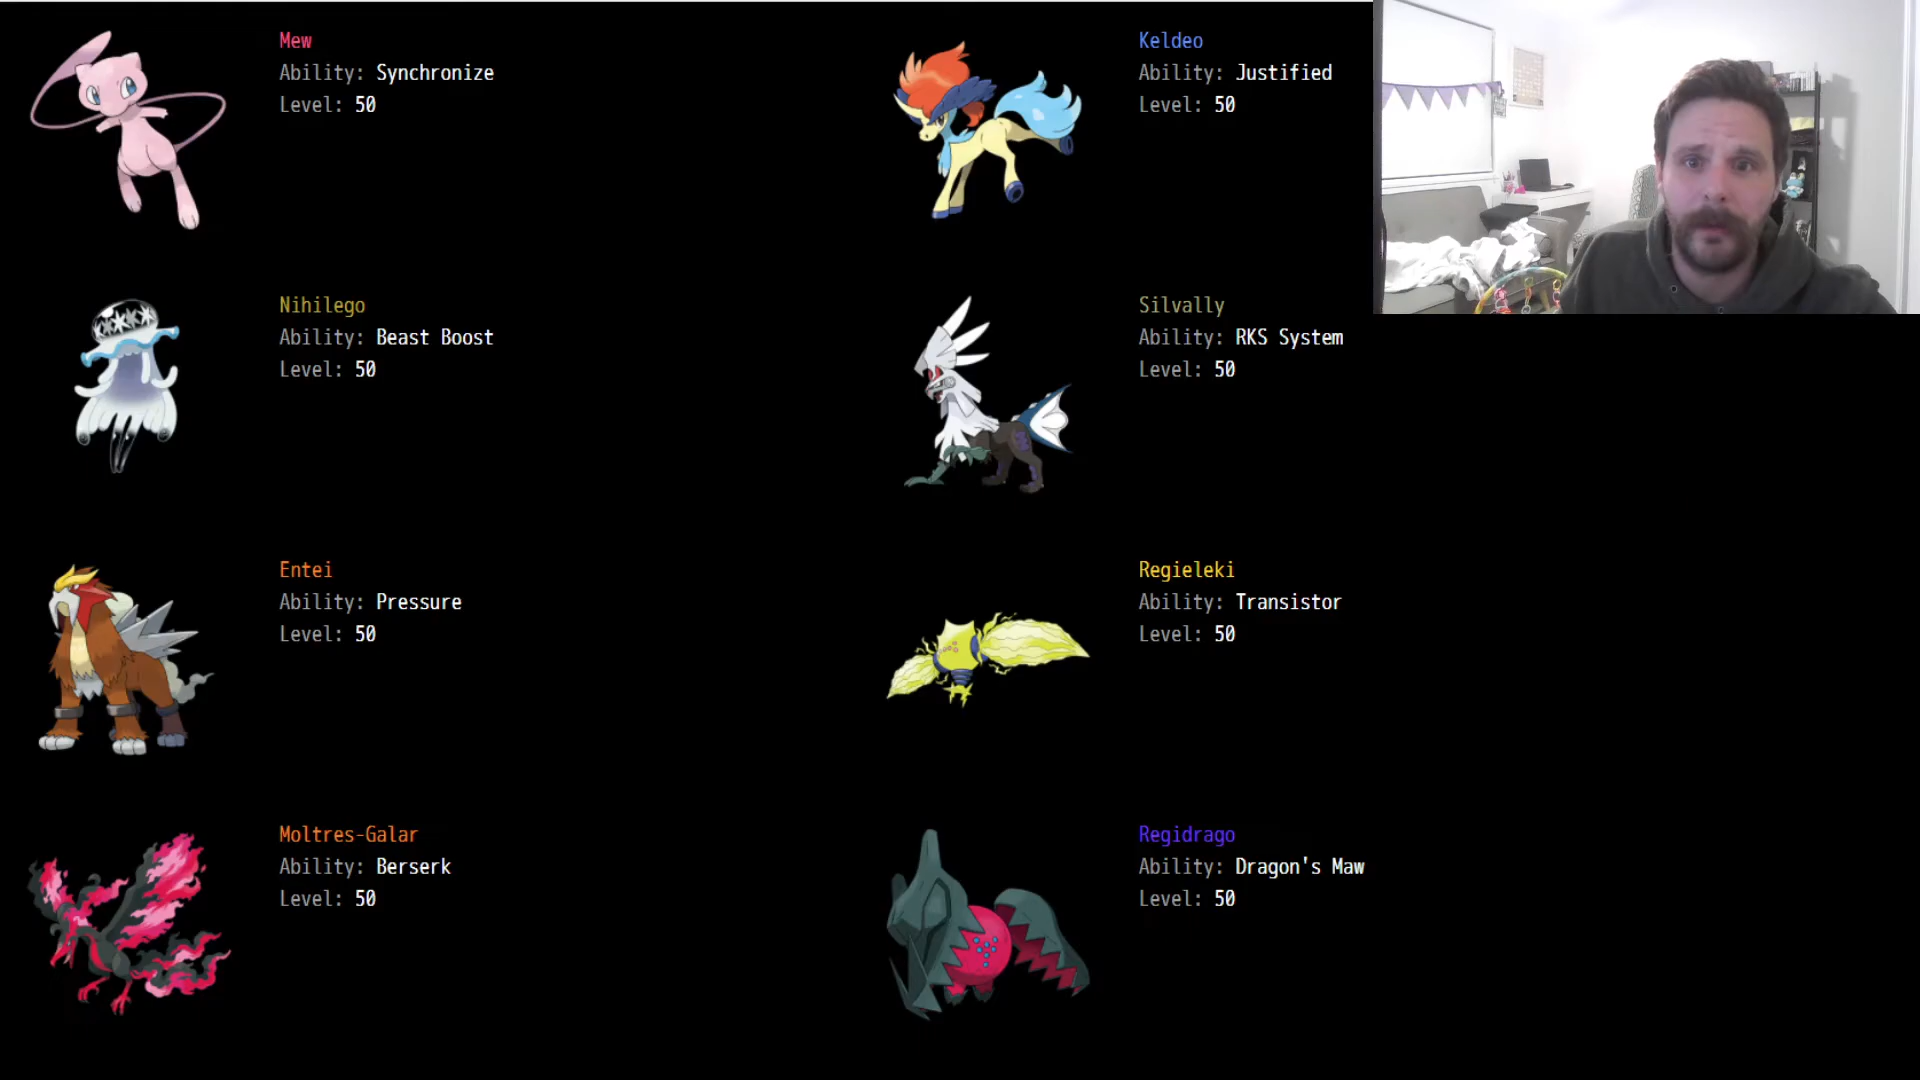 Mew
Ability: Synchronize
Level: 50
Keldeo
Ability: Justified
Level: 50
Nihilego
Ability: Beast Boost
Level: 50
Silvally
Ability: RKS System
Level: 50
Entei
Ability: Pressure
Level: 50
Regieleki
Ability: Transistor
Level: 50
Moltres-Galar
Ability: Berserk
Level: 50
Regidrago
Ability: Dragon's Maw
Level: 50